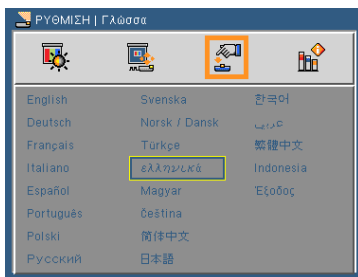 ΡΥΘΜΙΣΗ | Γλώσσα
English
Deutsch
Français
Italiano
Español
Português
Polski
Русский
Svenska
Norsk / Dansk
Türkçe
ελληνικά
Magyar
Čeština
简体中文
日本語
한국어
عربي
繁體中文
Indonesia
Έξοδος